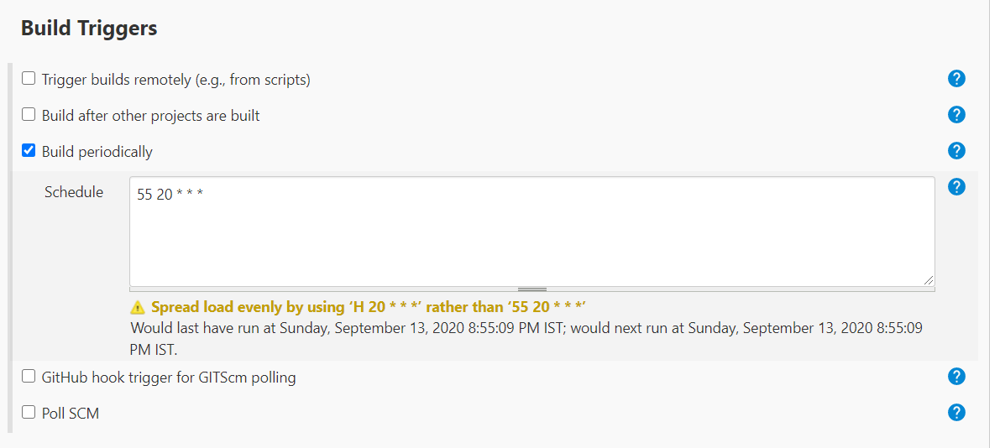 Build Triggers
Trigger builds remotely (e.g., from scripts)
Build after other projects are built
Build periodically
Schedule
55 20 * * *
Spread load evenly by using ‘H 20 * * *’ rather than ‘55 20 * * *’
Would last have run at Sunday, September 13, 2020 8:55:09 PM IST; would next run at Sunday, September 13, 2020 8:55:09
PM IST.
GitHub hook trigger for GITScm polling
Poll SCM